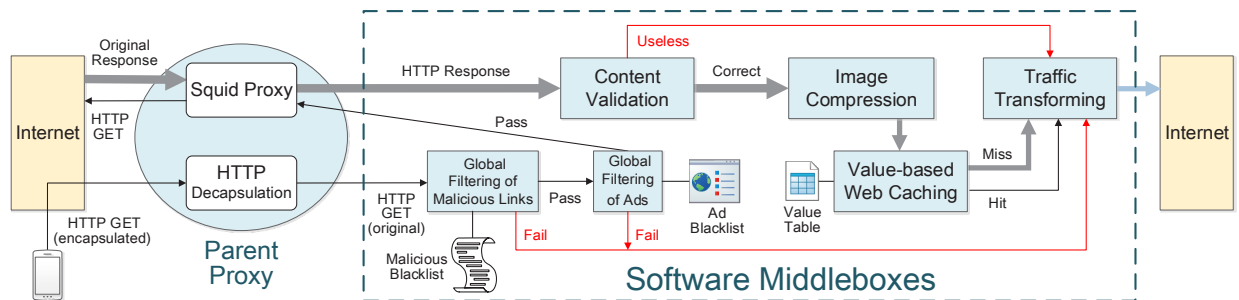 Original
Response
Squid Proxy
HTTP
GET
Internet
HTTP
Decapsulation
HTTP GET
(encapsulated)
Parent
Proxy
HTTP Response
Useless
Content
Validation
Correct
Image
Compression
Traffic
Transforming
Internet
Pass
Global
Filtering of
Malicious Links
Pass
Global
Filtering
of Ads
HTTP
GET
(original)
Ad
Blacklist
Value
Table
Value-based
Web Caching
Miss
Hit
Fail
Fail
Malicious
Blacklist
Software Middleboxes